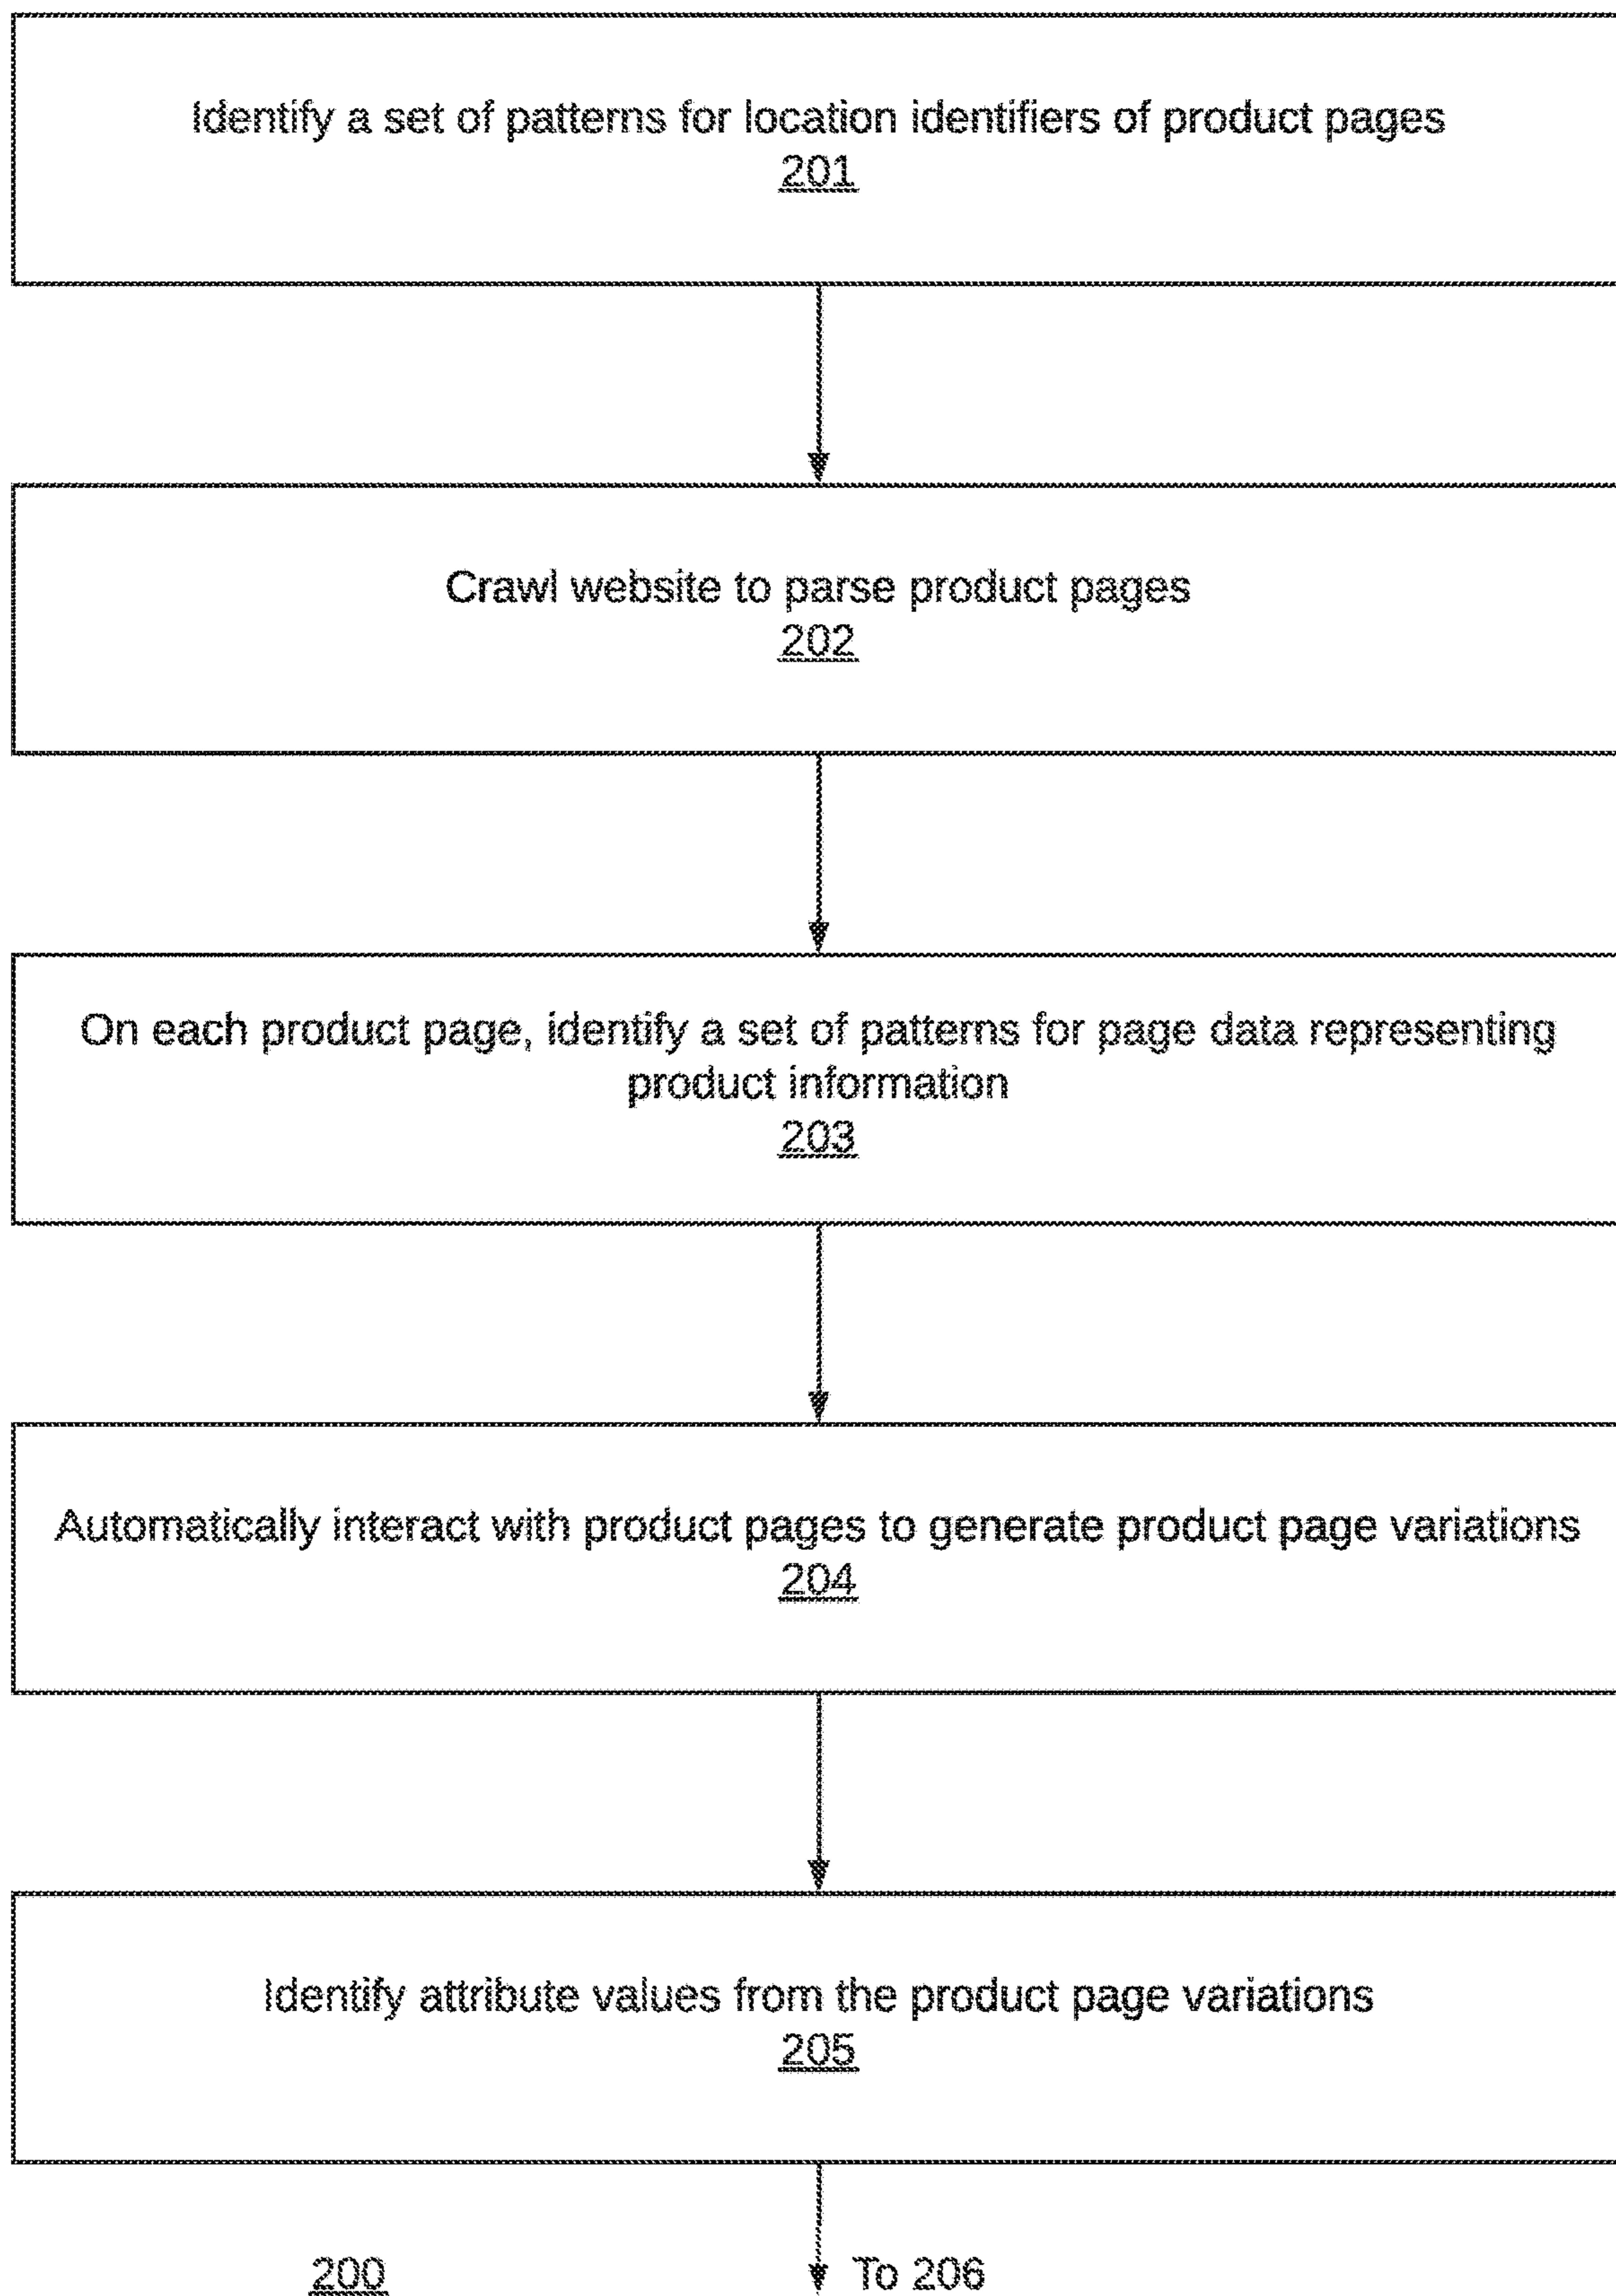 Identify a set of patterns for location identifiers of product pages
201
Crawl website to parse product pages
202
On each product page, identify a set of patterns for page data representing
product information
203
Automatically interact with product pages to generate product page variations
204
Identify attribute values from the product page variations
205
200
To 206